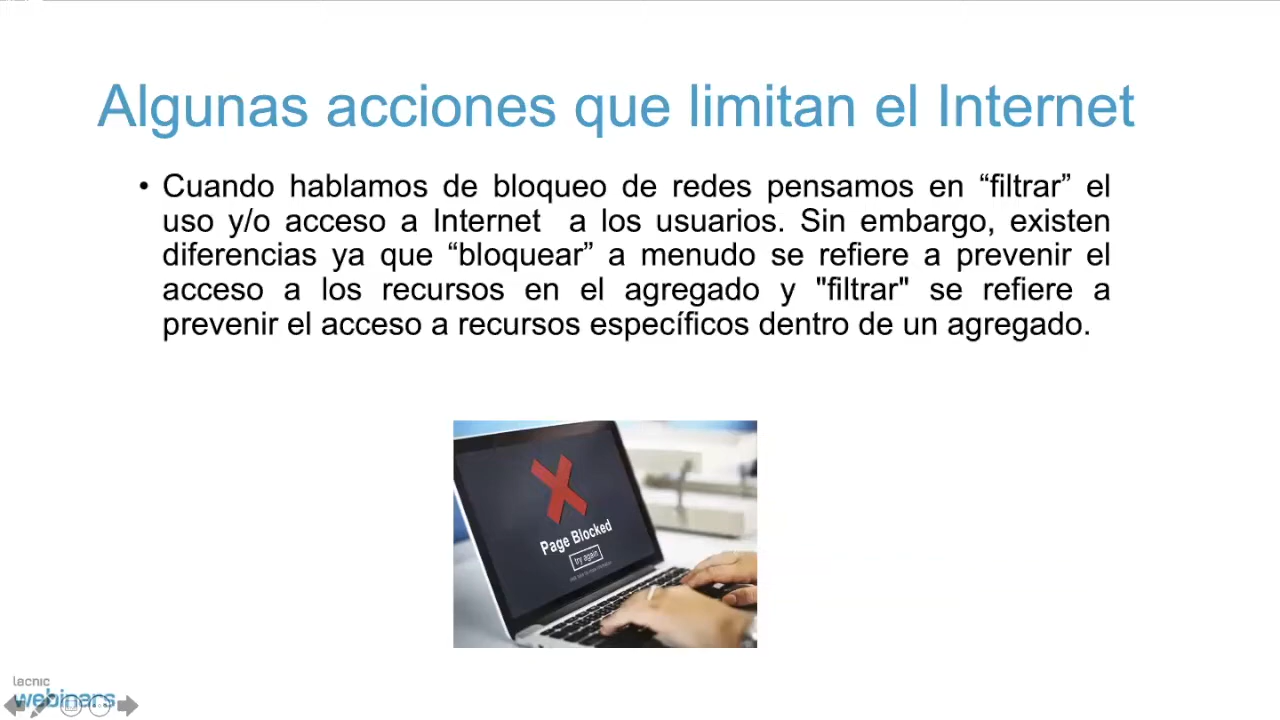 Algunas acciones que limitan el Internet
• Cuando hablamos de bloqueo de redes pensamos en “filtrar” el
uso y/o acceso a Internet a los usuarios. Sin embargo, existen
diferencias ya que “bloquear” a menudo se refiere a prevenir el
acceso a los recursos en el agregado y "filtrar" se refiere a
prevenir el acceso a recursos específicos dentro de un agregado.
Page Blocked
try again
lacnic
webinars